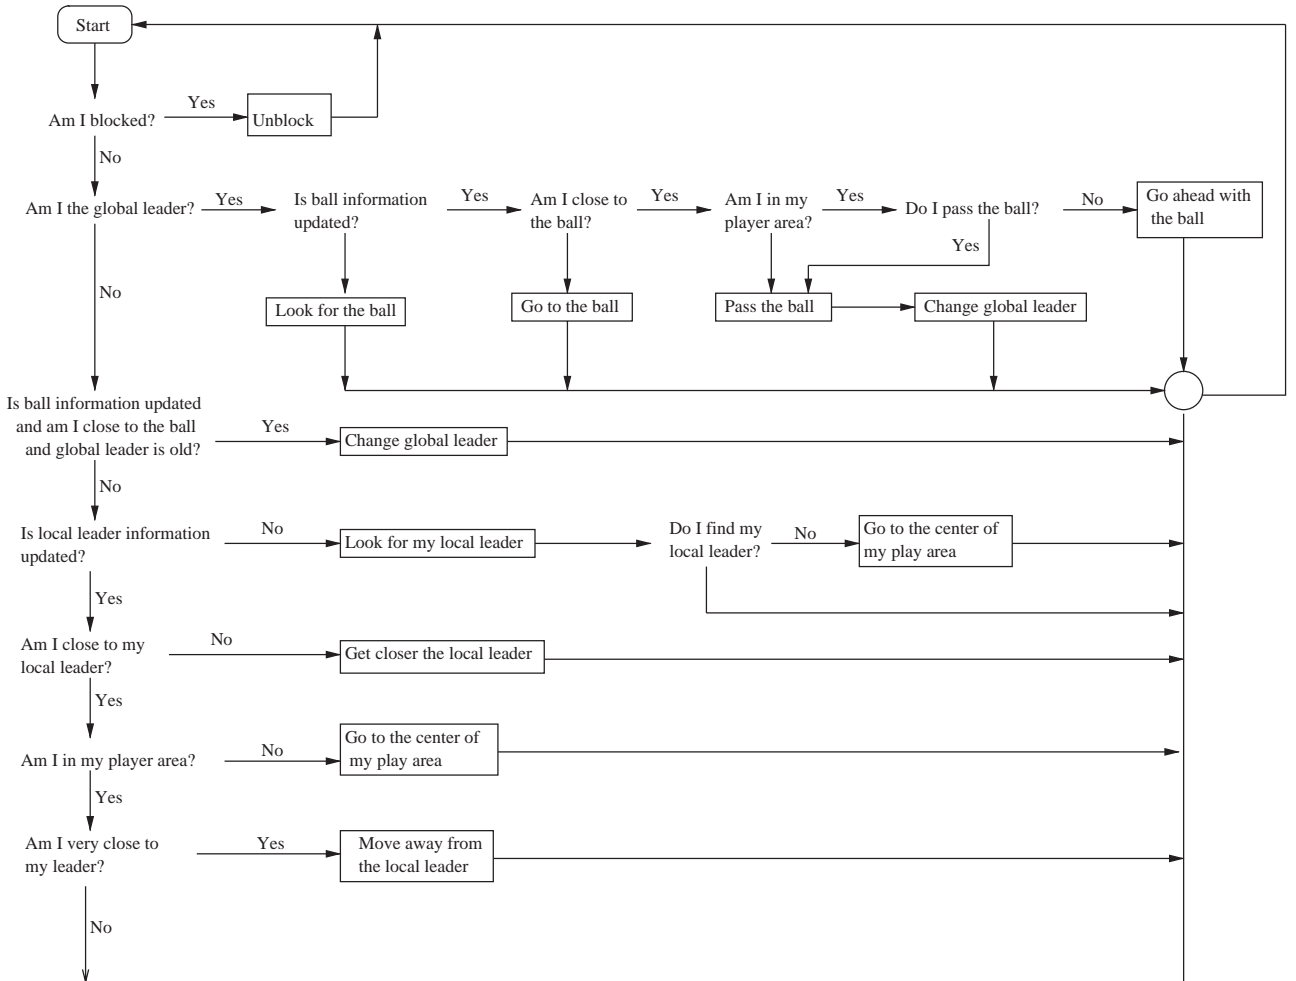 Start
Am I blocked?
Yes
Unblock
No
Am I the global leader?
Yes
Is ball information
updated?
Yes
Am I close to
the ball?
Yes
Am I in my
player area?
Yes
Do I pass the ball?
No
Go ahead with
the ball
Yes
No
Look for the ball
Go to the ball
Pass the ball
Change global leader
Is ball information updated
and am I close to the ball
and global leader is old?
Yes
Change global leader
No
Is local leader information
updated?
No
Look for my local leader
Do I find my
local leader?
No
Go to the center of
my play area
Yes
Am I close to my
local leader?
No
Get closer the local leader
Yes
Am I in my player area?
No
Go to the center of
my play area
Yes
Am I very close to
my leader?
Yes
Move away from
the local leader
No